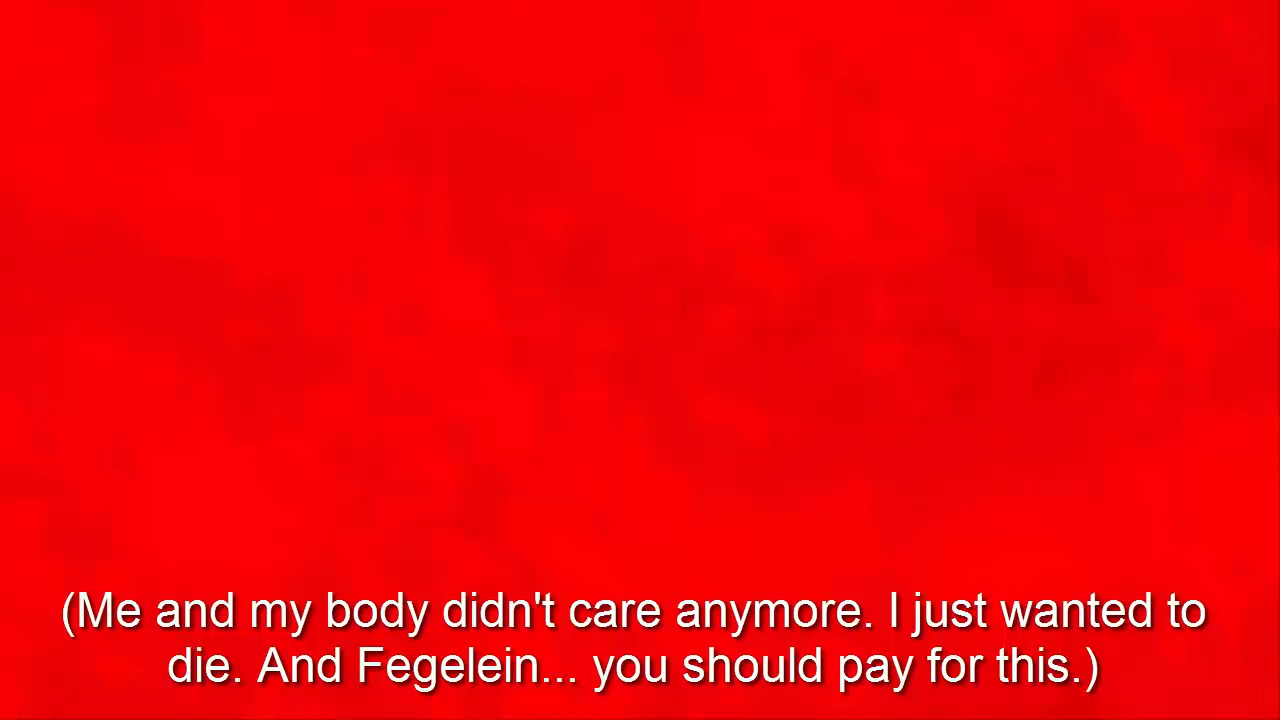 (Me and my body didn't care anymore. I just wanted to
die. And Fegelein... you should pay for this.)